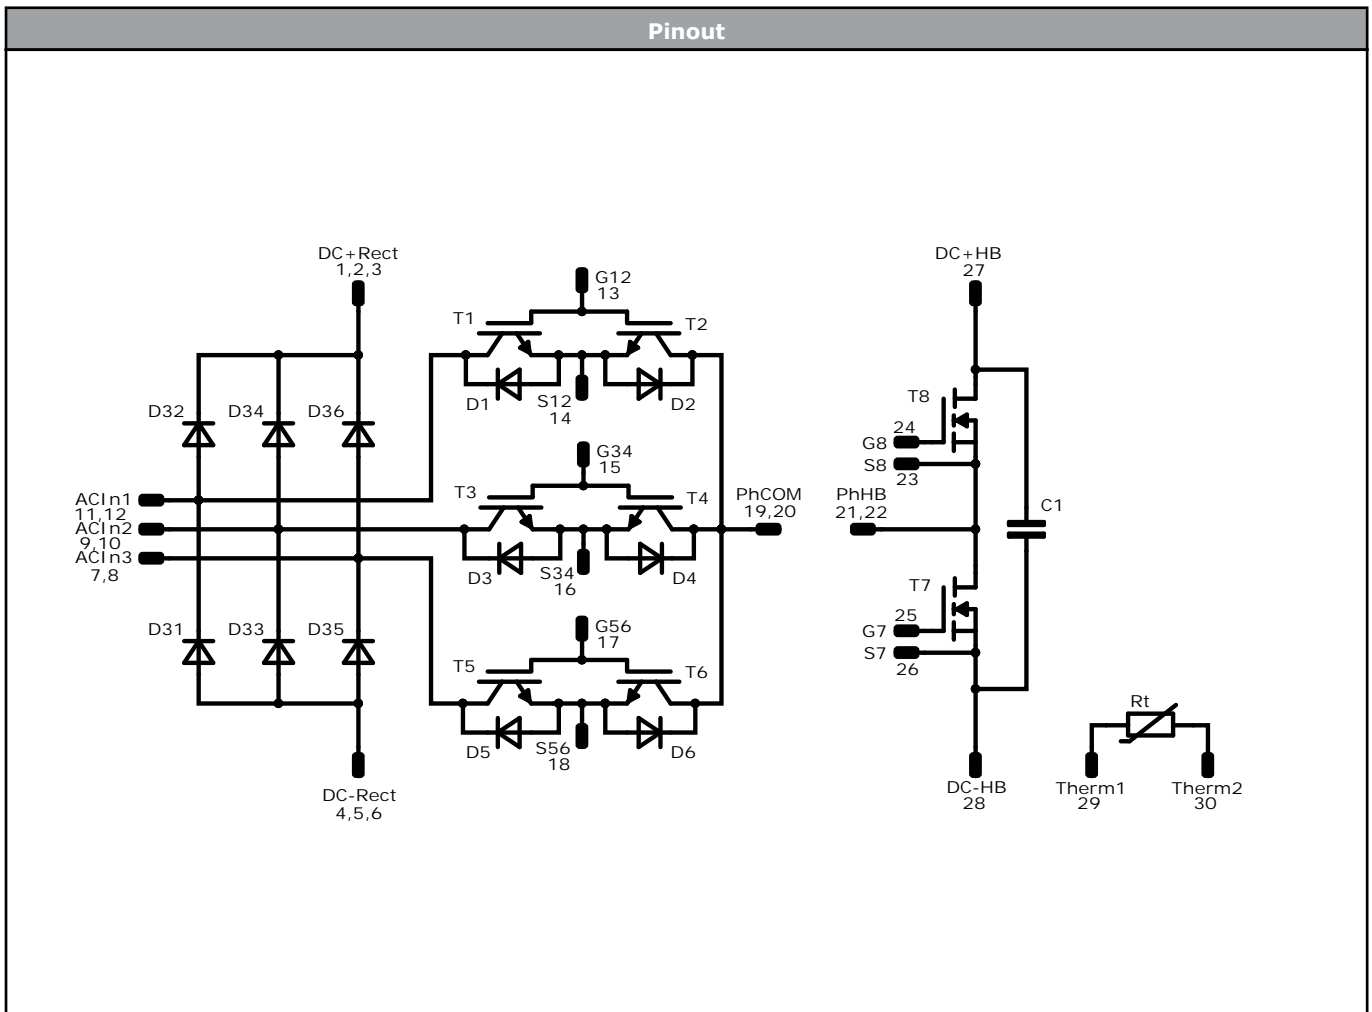 Pinout
DC+Rect
1,2,3
DC+HB
27
G12
13
T1
T2
D1
S12
14
D2
D32
D34
D36
T8
24
G8
S8
23
G34
15
T3
T4
ACIn1
11,12
ACIn2
9,10
ACIn3
7,8
PhCOM
19,20
PhHB
21,22
C1
D3
S34
16
D4
T7
25
G7
S7
26
D31
D33
D35
G56
17
T5
T6
D5
S56
18
D6
Rt
DC-Rect
4,5,6
DC-HB
28
Therm1
29
Therm2
30